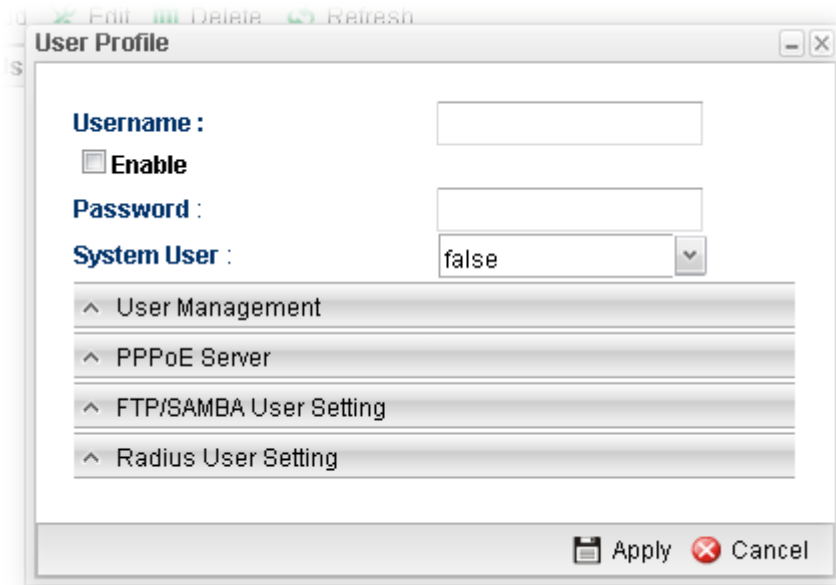 Edit Delete Refresh
User Profile
Username :
Enable
Password :
System User : false
User Management
PPPoE Server
FTP/SAMBA User Setting
Radius User Setting
Apply Cancel